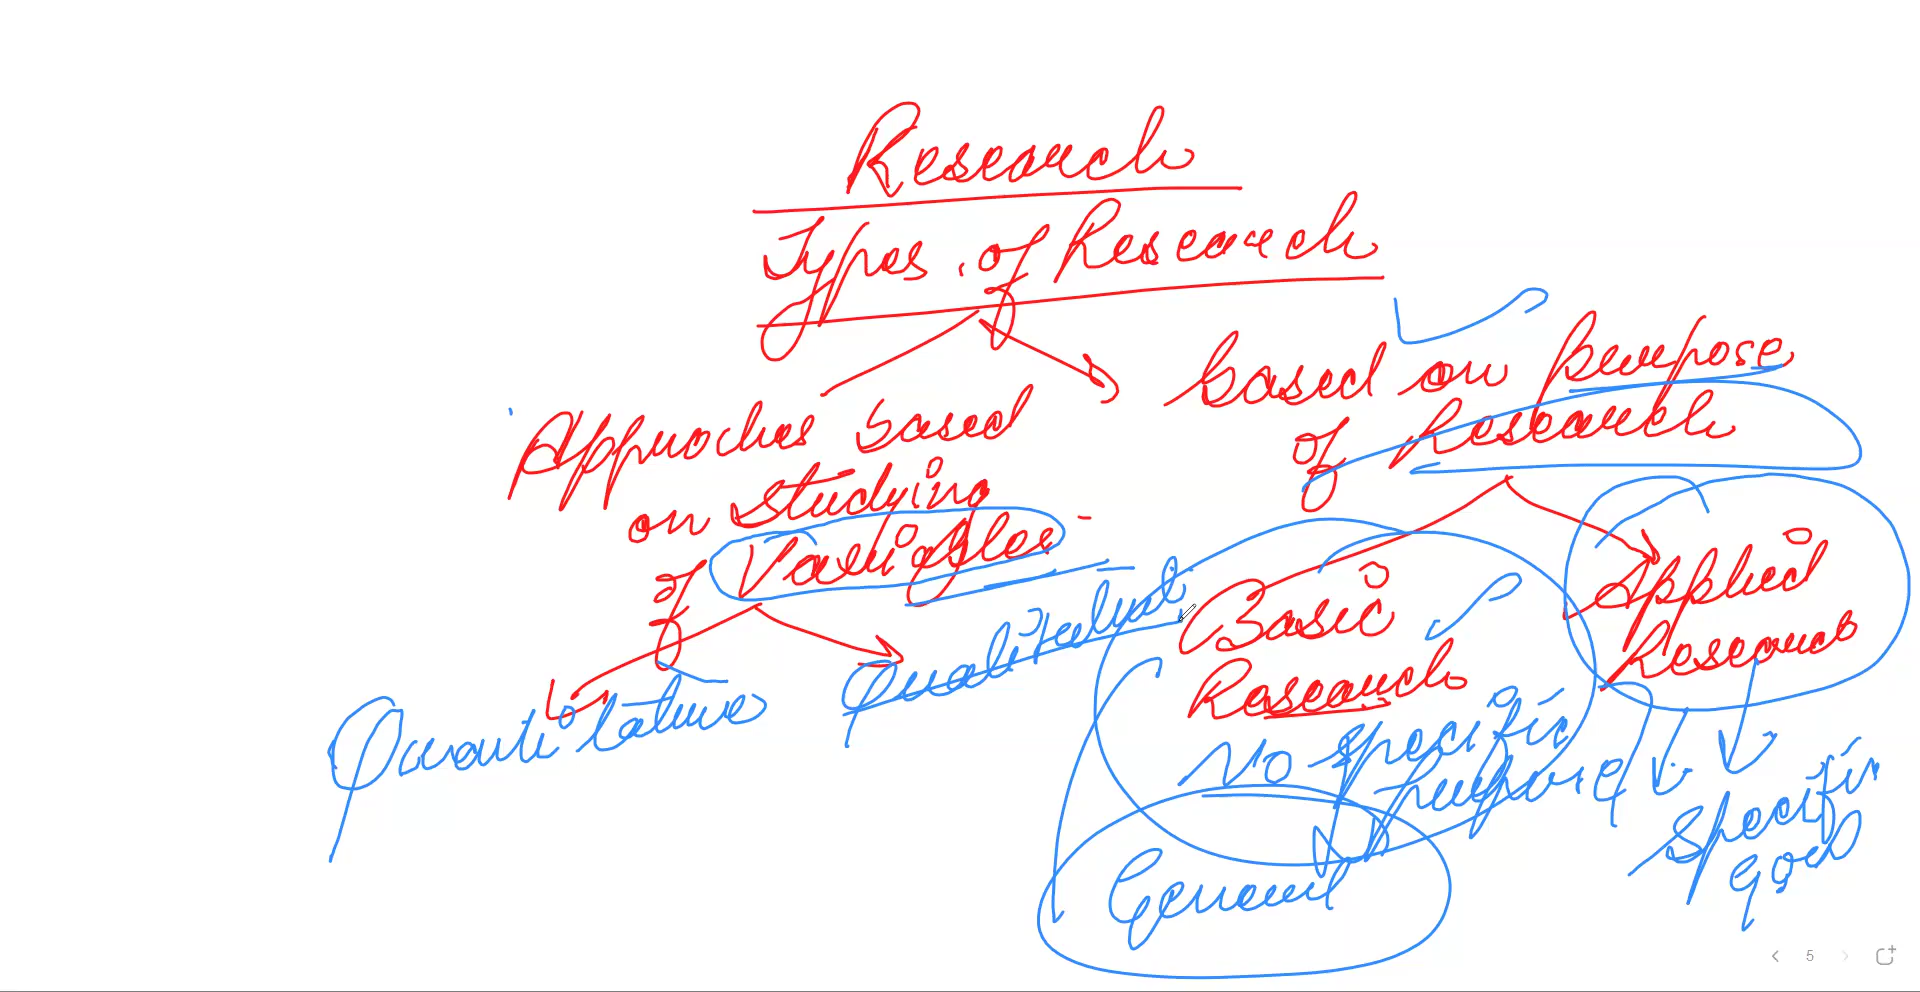 Research
Types of Research
Approches based
on studying
of Variables
Quantitative
Qualitative
based on Purpose
of Research
Basic
Research
No specific
purpose
General
Applied
Research
specific
goal
5